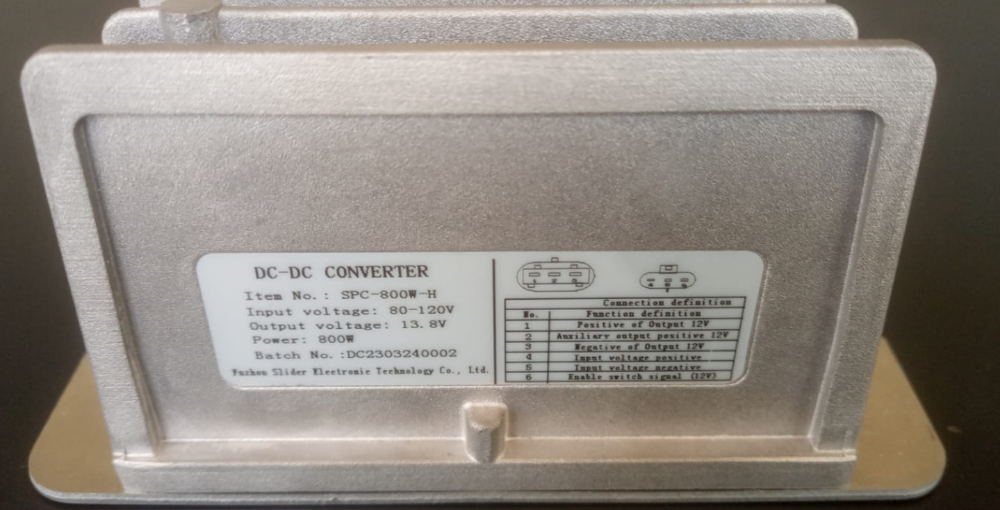 DC-DC CONVERTER
Item No.: SPC-800W-H
Input voltage: 80-120V
Output voltage: 13.8V
Power: 800W
Batch No.:DC2303240002
Fuzhou Slider Electronic Technology Co., Ltd.
1 2 3
4 5 6
Connection definition
No. Function definition
1 Positive of Output 12V
2 Auxiliary output positive 12V
3 Negative of Output 12V
4 Input voltage positive
5 Input voltage negative
6 Enable switch signal (12V)